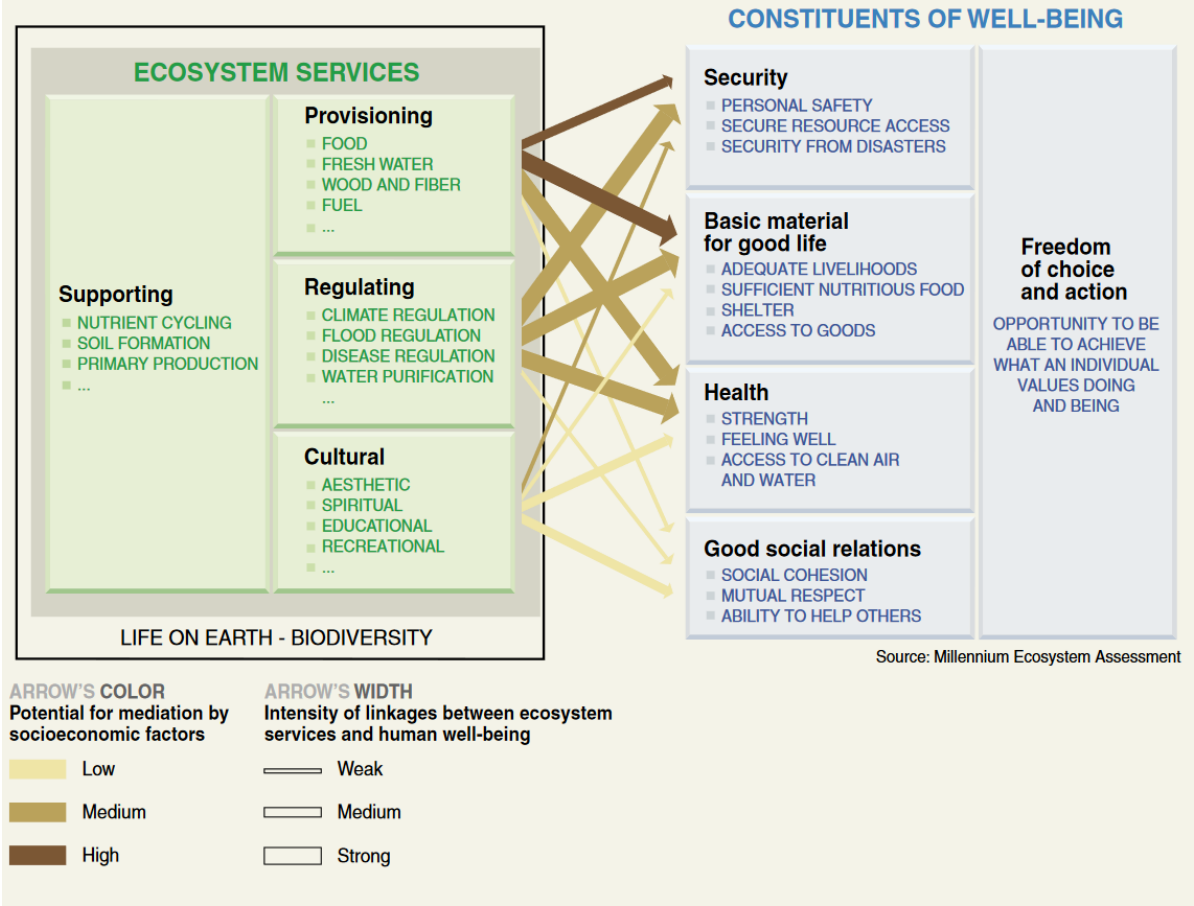 CONSTITUENTS OF WELL-BEING
ECOSYSTEM SERVICES
Supporting
NUTRIENT CYCLING
SOIL FORMATION
PRIMARY PRODUCTION
...
Provisioning
FOOD
FRESH WATER
WOOD AND FIBER
FUEL
...
Regulating
CLIMATE REGULATION
FLOOD REGULATION
DISEASE REGULATION
WATER PURIFICATION
...
Cultural
AESTHETIC
SPIRITUAL
EDUCATIONAL
RECREATIONAL
...
LIFE ON EARTH - BIODIVERSITY
Security
PERSONAL SAFETY
SECURE RESOURCE ACCESS
SECURITY FROM DISASTERS
Basic material
for good life
ADEQUATE LIVELIHOODS
SUFFICIENT NUTRITIOUS FOOD
SHELTER
ACCESS TO GOODS
Health
STRENGTH
FEELING WELL
ACCESS TO CLEAN AIR
AND WATER
Good social relations
SOCIAL COHESION
MUTUAL RESPECT
ABILITY TO HELP OTHERS
Freedom
of choice
and action
OPPORTUNITY TO BE
ABLE TO ACHIEVE
WHAT AN INDIVIDUAL
VALUES DOING
AND BEING
Source: Millennium Ecosystem Assessment
ARROW'S COLOR
Potential for mediation by
socioeconomic factors
Low
Medium
High
ARROW'S WIDTH
Intensity of linkages between ecosystem
services and human well-being
Weak
Medium
Strong